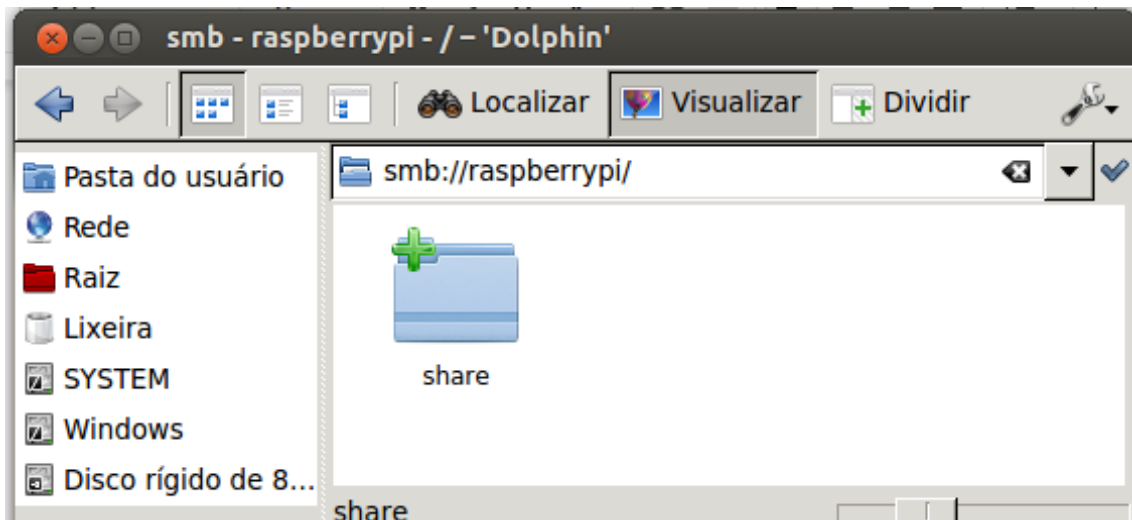 smb - raspberrypi - / – 'Dolphin'
Localizar Visualizar Dividir
Pasta do usuário
Rede
Raiz
Lixeira
SYSTEM
Windows
Disco rígido de 8...
smb://raspberrypi/
share
share